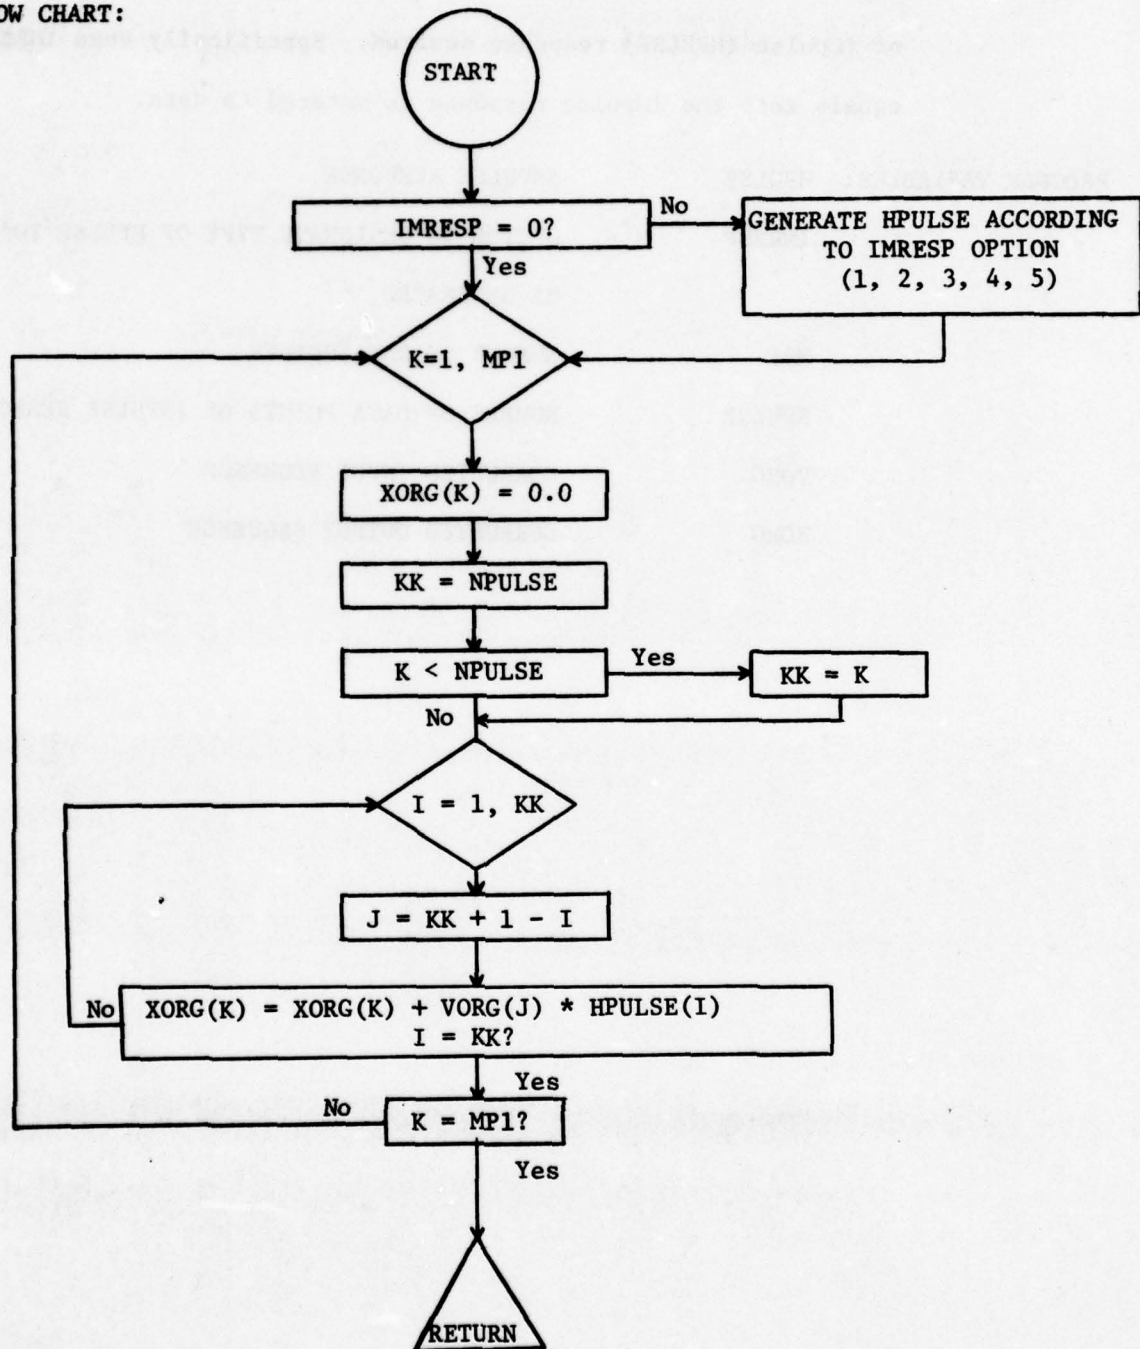 OW CHART:
START
IMRESP = 0?
No
GENERATE HPULSE ACCORDING
TO IMRESP OPTION
(1, 2, 3, 4, 5)
Yes
K=1, MP1
XORG(K) = 0.0
KK = NPULSE
K < NPULSE
Yes
KK = K
No
I = 1, KK
J = KK + 1 - I
No
XORG(K) = XORG(K) + VORG(J) * HPULSE(I)
I = KK?
Yes
No
K = MP1?
Yes
RETURN